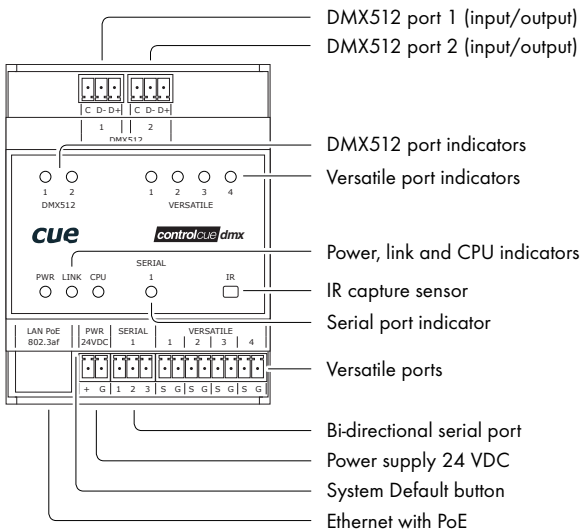 DMX512 port 1 (input/output)
DMX512 port 2 (input/output)
C D- D+ C D- D+
1 2
DMX512
DMX512 port indicators
Versatile port indicators
1 2 1 2 3 4
DMX512 VERSATILE
cue controlcue dmx
SERIAL
PWR LINK CPU 1 IR
Power, link and CPU indicators
IR capture sensor
Serial port indicator
LAN PoE PWR SERIAL VERSATILE
802.3af 24VDC 1 1 2 3 4
Versatile ports
+ G 1 2 3 S G S G S G S G
Bi-directional serial port
Power supply 24 VDC
System Default button
Ethernet with PoE